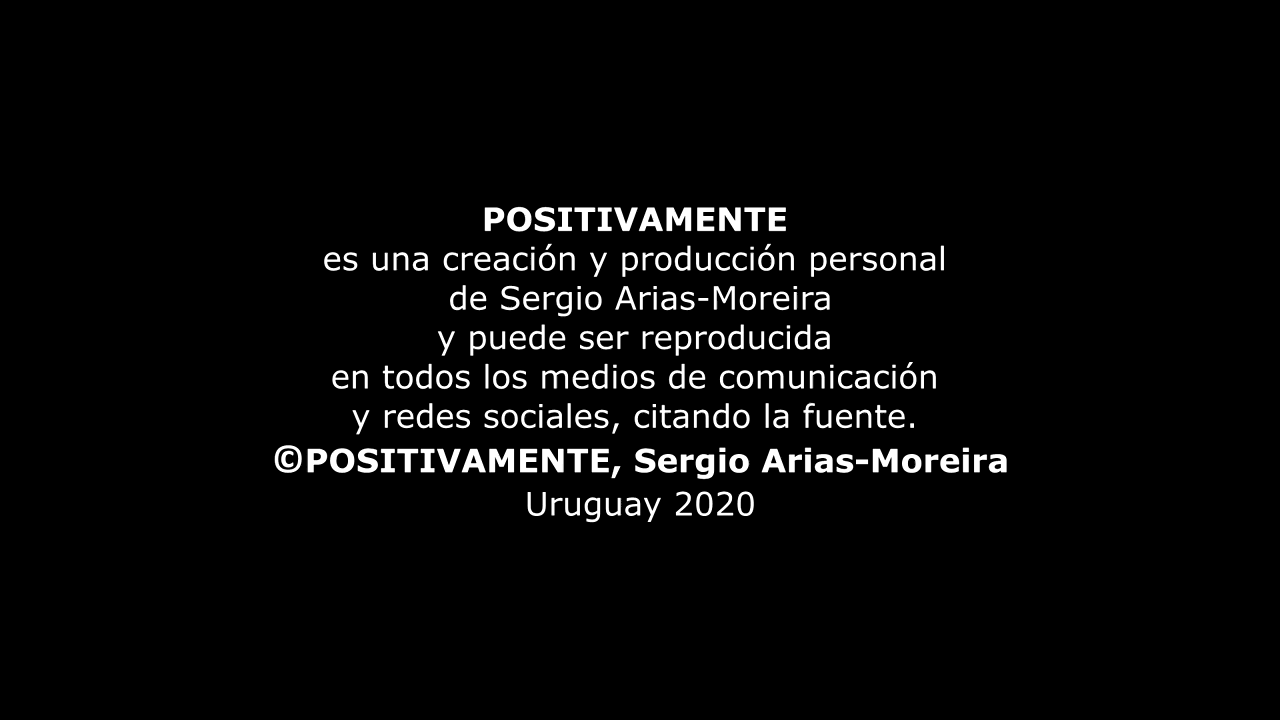 POSITIVAMENTE
es una creación y producción personal
de Sergio Arias-Moreira
y puede ser reproducida
en todos los medios de comunicación
y redes sociales, citando la fuente.
©POSITIVAMENTE, Sergio Arias-Moreira
Uruguay 2020